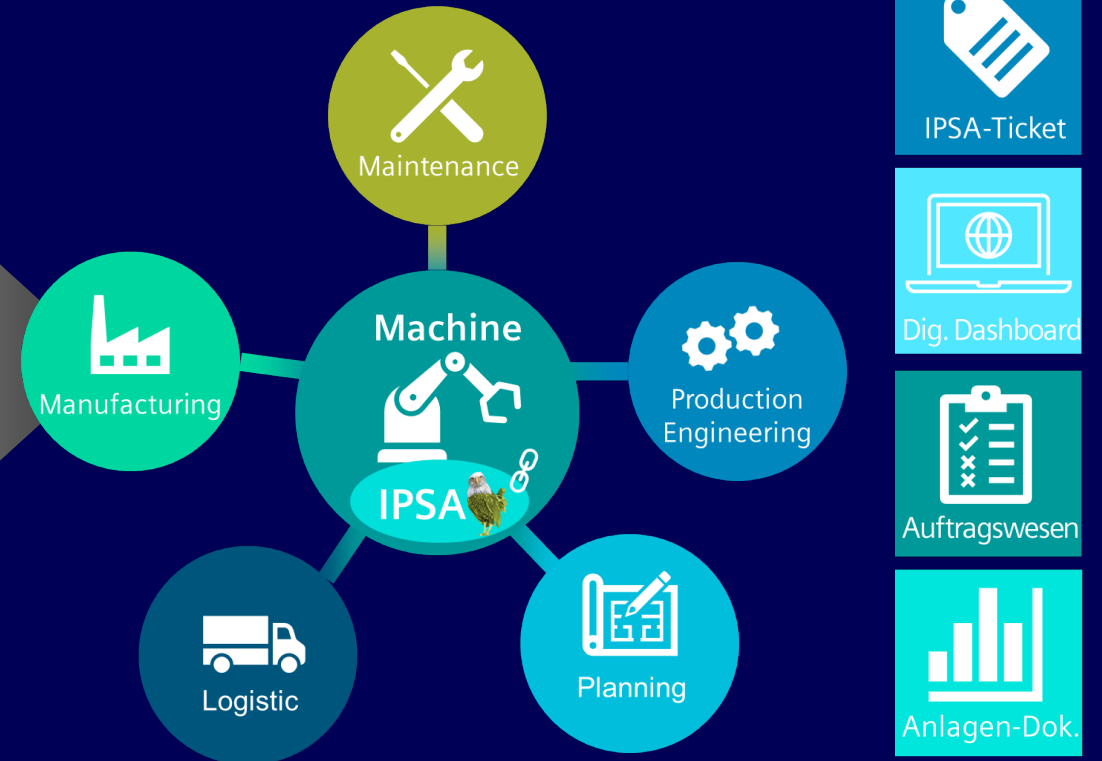 Maintenance
Machine
IPSA
Manufacturing
Production
Engineering
Logistic
Planning
IPSA-Ticket
Dig. Dashboard
Auftragswesen
Anlagen-Dok.